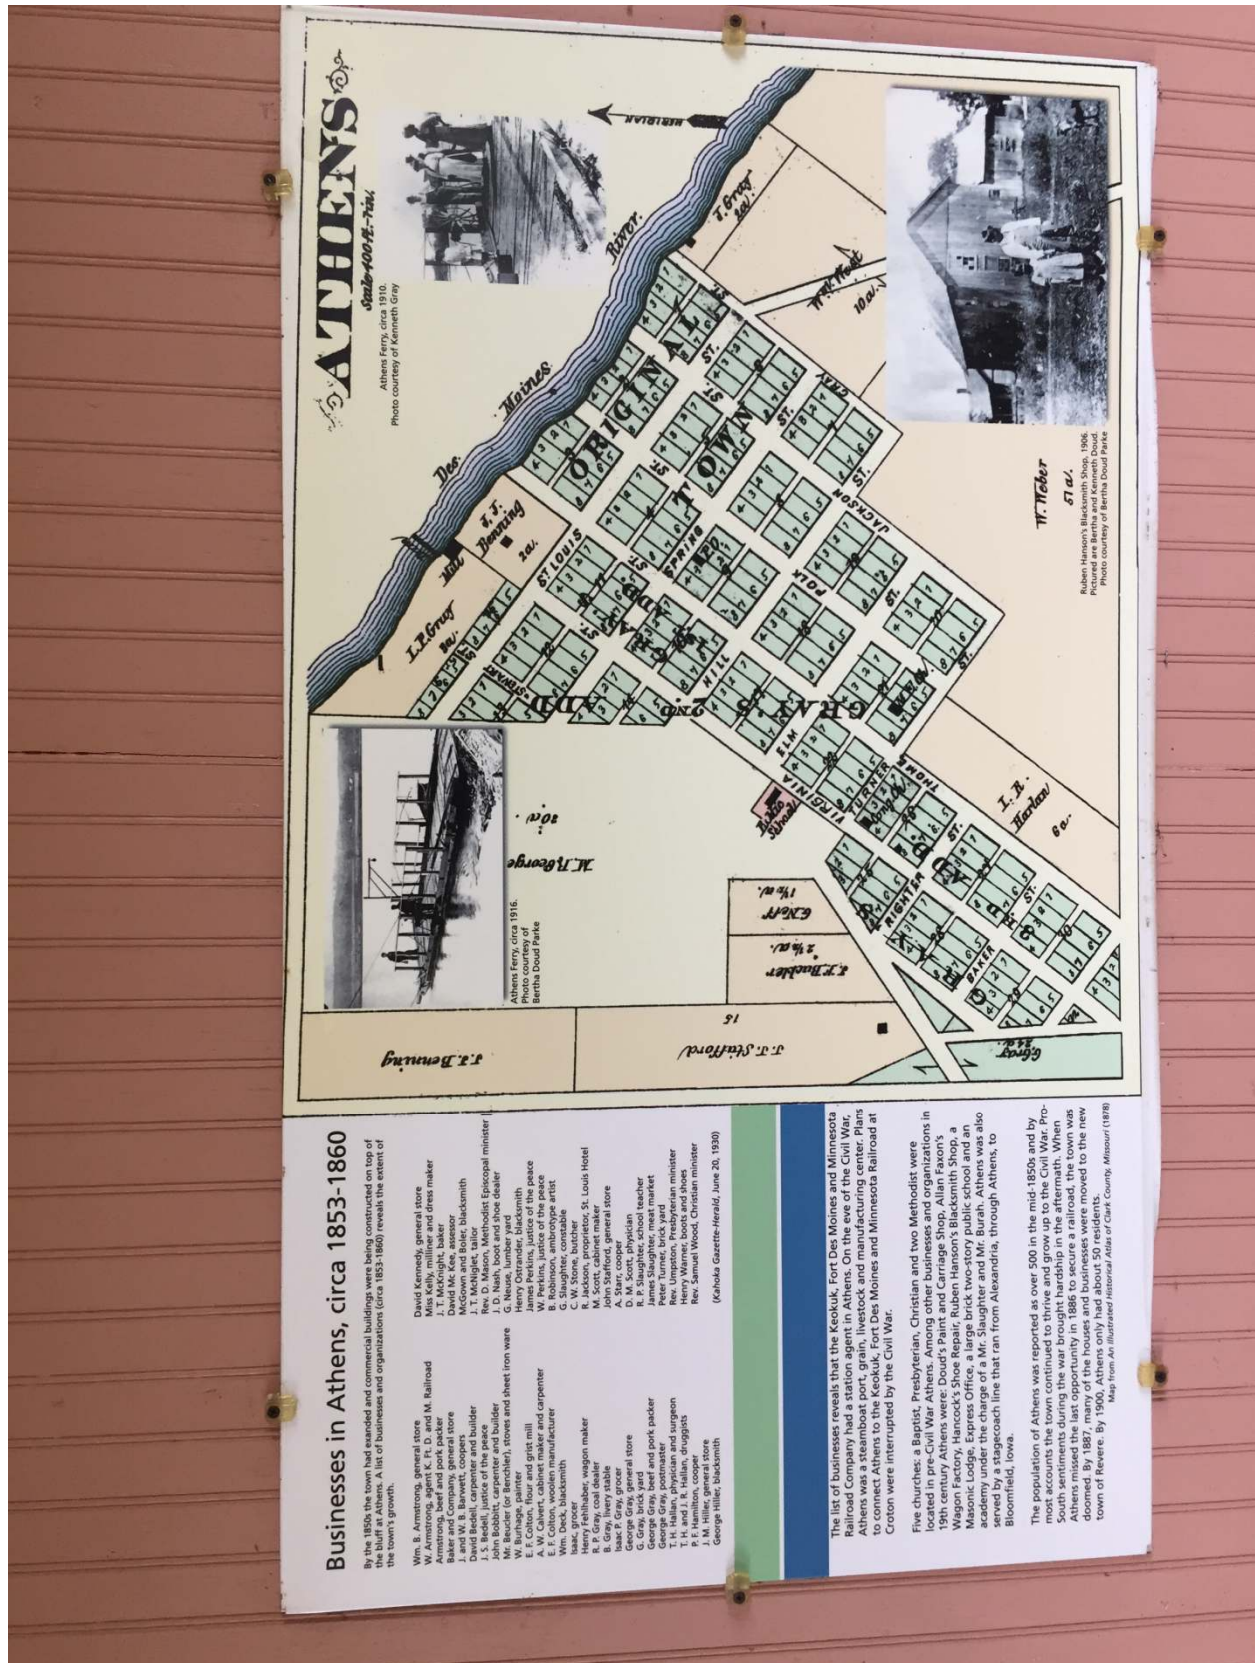 Businesses in Athens, circa 1853-1860
By the 1850s the town had exanded and commercial buildings were being constructed on top of
the bluff at Athens. A list of businesses and organizations (circa 1853-1860) reveals the extent of
the town's growth.
Wm. B. Armstrong, general store
W. Armstrong, agent K. Ft. D. and M. Railroad
Armstrong, beef and pork packer
Baker and Company, general store
J. and W. B. Barwett, coopers
David Bedell, carpenter and builder
J. S. Bedell, justice of the peace
John Bobbitt, carpenter and builder
Mr. Beucler (or Benchler), stoves and sheet iron ware
W. Burhage, painter
E. F. Colton, flour and grist mill
A. W. Calvert, cabinet maker and carpenter
E. F. Colton, woolen manufacturer
Wm. Deck, blacksmith
Isaac, grocer
Henry Fehlhaber, wagon maker
R. P. Gray, coal dealer
B. Gray, livery stable
Isaac P. Gray, grocer
George Gray, general store
G. Gray, brick yard
George Gray, beef and pork packer
George Gray, postmaster
T. H. Hallan, physician and surgeon
T. H. and J. R. Hallan, druggists
P. F. Hamilton, cooper
J. M. Hiller, general store
George Hiller, blacksmith
David Kennedy, general store
Miss Kelly, milliner and dress maker
J. T. McKnight, baker
David Mc Kee, assessor
McGown and Boler, blacksmith
J. T. McNiglet, tailor
Rev. D. Mason, Methodist Episcopal minister
J. D. Nash, boot and shoe dealer
G. Neuse, lumber yard
Henry Ostrander, blacksmith
James Perkins, justice of the peace
W. Perkins, justice of the peace
B. Robinson, ambrotype artist
G. Slaughter, constable
C. W. Stone, butcher
R. Jackson, proprietor, St. Louis Hotel
M. Scott, cabinet maker
John Stafford, general store
A. Starr, cooper
D. M. Scott, physician
R. P. Slaughter, school teacher
James Slaughter, meat market
Peter Turner, brick yard
Rev. Umpston, Presbyterian minister
Henry Warner, boots and shoes
Rev. Samuel Wood, Christian minister
(Kahoka Gazette-Herald, June 20, 1930)
The list of businesses reveals that the Keokuk, Fort Des Moines and Minnesota
Railroad Company had a station agent in Athens. On the eve of the Civil War,
Athens was a steamboat port, grain, livestock and manufacturing center. Plans
to connect Athens to the Keokuk, Fort Des Moines and Minnesota Railroad at
Croton were interrupted by the Civil War.
Five churches: a Baptist, Presbyterian, Christian and two Methodist were
located in pre-Civil War Athens. Among other businesses and organizations in
19th century Athens were: Doud's Paint and Carriage Shop, Allan Faxon's
Wagon Factory, Hancock's Shoe Repair, Ruben Hanson's Blacksmith Shop, a
Masonic Lodge, Express Office, a large brick two-story public school and an
academy under the charge of a Mr. Slaughter and Mr. Burah. Athens was also
served by a stagecoach line that ran from Alexandria, through Athens, to
Bloomfield, Iowa.
The population of Athens was reported as over 500 in the mid-1850s and by
most accounts the town continued to thrive and grow up to the Civil War. Pro-
South sentiments during the war brought hardship in the aftermath. When
Athens missed the last opportunity in 1886 to secure a railroad, the town was
doomed. By 1887, many of the houses and businesses were moved to the new
town of Revere. By 1900, Athens only had about 50 residents.
Map from An Illustrated Historical Atlas of Clark County, Missouri (1878)
ATHENS
Scale 400 ft.-1in.
Athens Ferry, circa 1910.
Photo courtesy of Kenneth Gray
MERIDIAN
Athens Ferry, circa 1916.
Photo courtesy of
Bertha Doud Parke
Des Moines River.
Mill
I. P. Gray
8a.
J. J.
Benning
2a.
J. Gray
2a.
W. W. West
10 a.
W. Weber
57 a.
I. R.
Harlan
6 a.
M. P. George
80 a.
G. Neff
1 1/2 a.
J. F. Buckler
2 1/2 a.
J. J. Benning
J. J. Stafford
15
G. Gray
ORIGINAL
TOWN
GRAY'S
2ND
ADD
School
ST LOUIS
STEWART
SPRING
HILL
ELM
VIRGINIA
TURNER
THOME
RIGHTER
BAKER
POLK
JACKSON
GRAY
ST.
Ruben Hanson's Blacksmith Shop, 1906.
Pictured are Bertha and Kenneth Doud.
Photo courtesy of Bertha Doud Parke